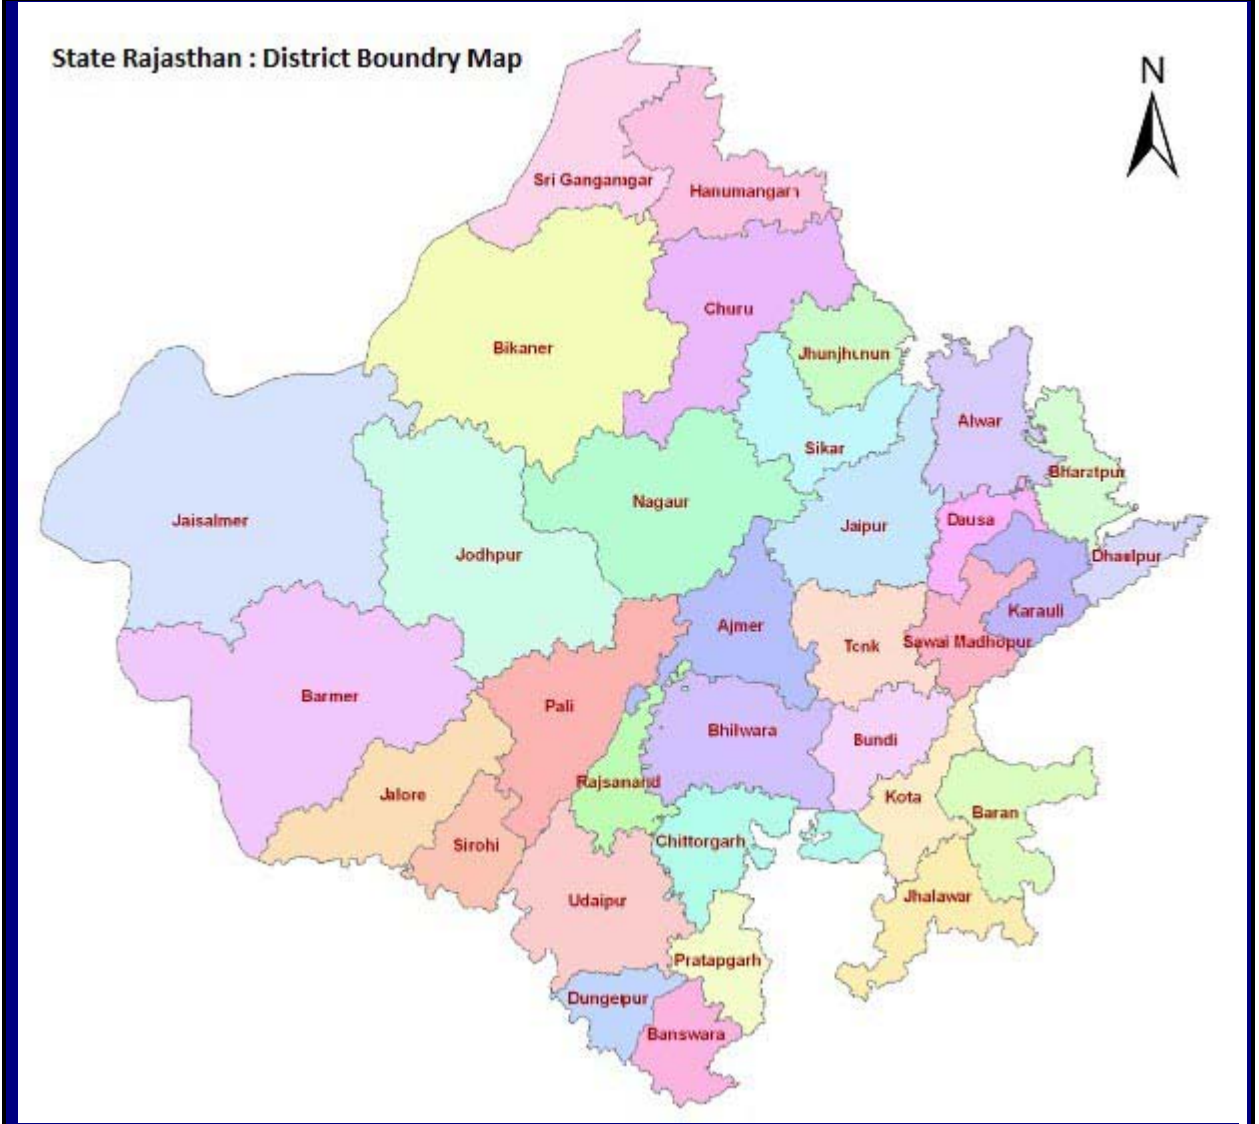 State Rajasthan : District Boundry Map
N
Sri Ganganagar
Hanumangarh
Churu
Bikaner
Jhunjhunun
Alwar
Sikar
Bharatpur
Nagaur
Jaisalmer
Jaipur
Dausa
Jodhpur
Dhaulpur
Karauli
Ajmer
Tonk
Sawai Madhopur
Barmer
Pali
Bhilwara
Bundi
Rajsamand
Jalore
Kota
Baran
Sirohi
Chittorgarh
Udaipur
Jhalawar
Pratapgarh
Dungerpur
Banswara